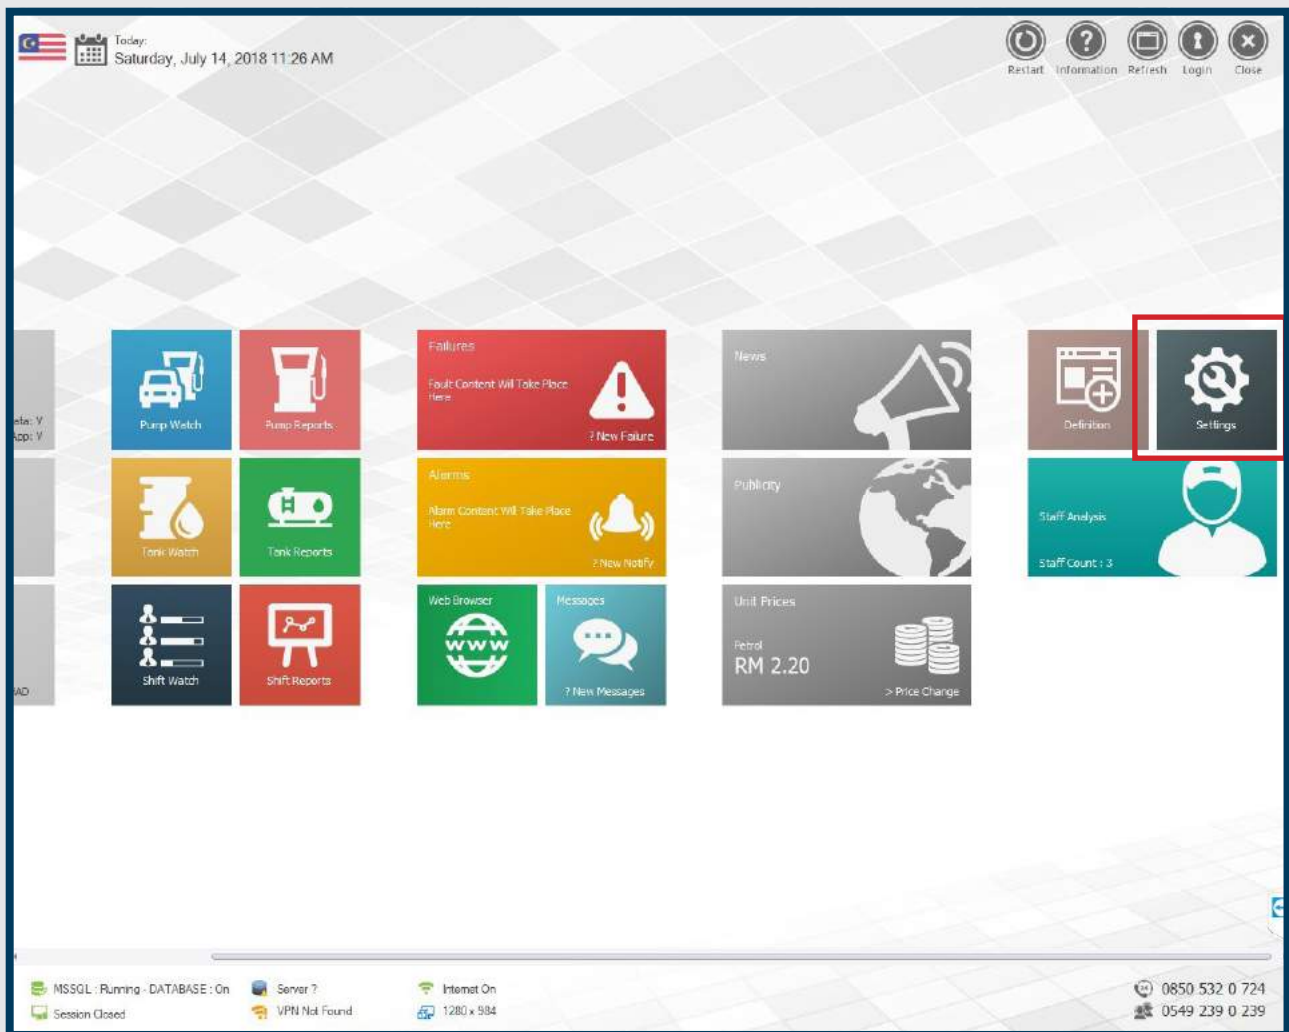 Today:
Saturday, July 14, 2018 11:26 AM
Restart
Information
Refresh
Login
Close
App: V
Pump Watch
Pump Reports
Tank Watch
Tank Reports
Shift Watch
Shift Reports
Failures
Fault Content Will Take Place
Here
? New Failure
Alarms
Alarm Content Will Take Place
Here
? New Notify
Web Browser
WWW
Messages
? New Messages
News
Publicity
Unit Prices
Petrol
RM 2.20
> Price Change
Definition
Settings
Staff Analysis
Staff Count : 3
MSSQL : Running - DATABASE : On
Session Closed
Server ?
VPN Not Found
Internet On
1280 x 984
24
0850 532 0 724
0549 239 0 239